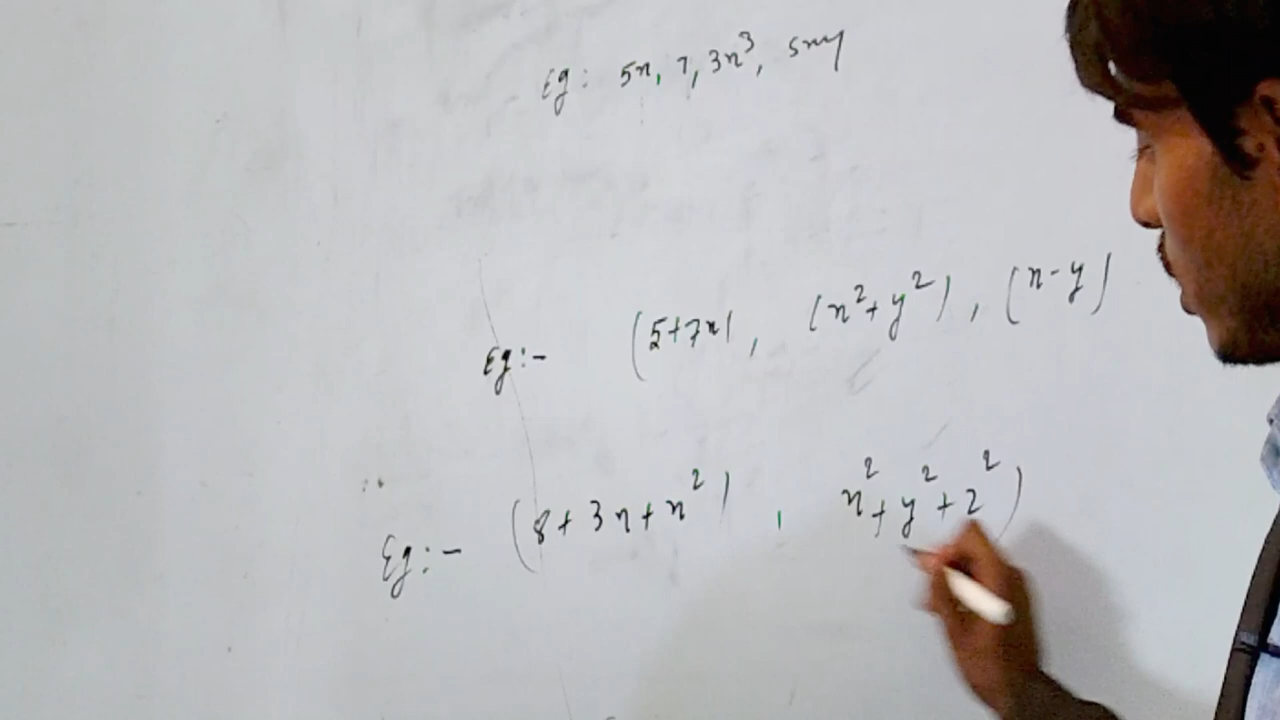 Eg: 5x, 7, 3x³, 5xy
Eg:- (5+7x), (x²+y²), (x-y)
Eg:- (8+3x+x²), x²+y²+z²)